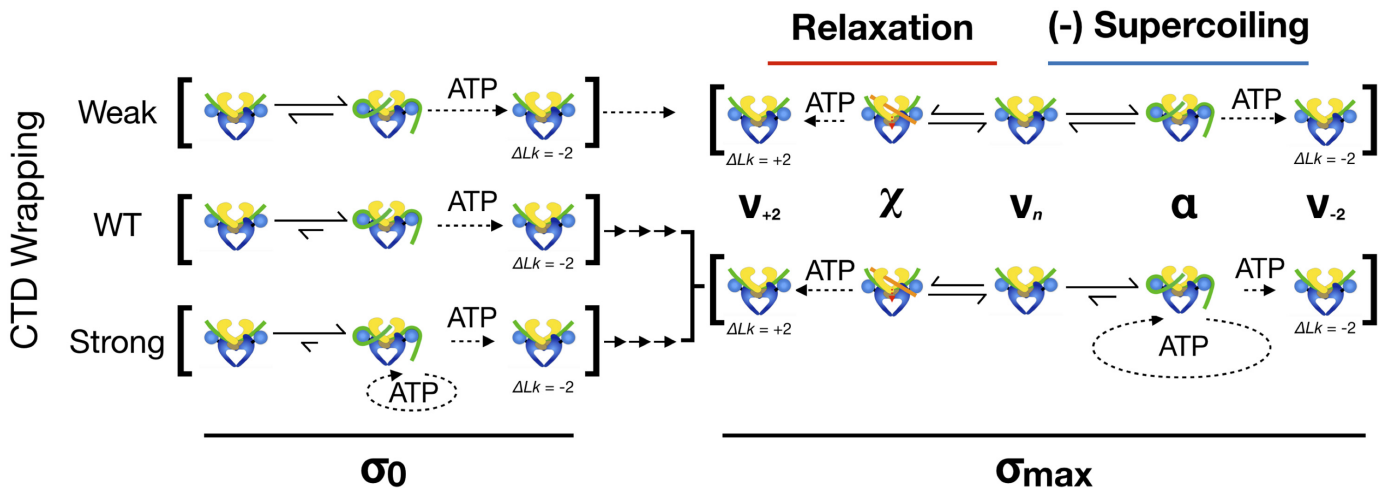 Relaxation
(-) Supercoiling
CTD Wrapping
Weak
ATP
ΔLk = -2
ATP
ΔLk = +2
ATP
ΔLk = -2
WT
ATP
ΔLk = -2
ν+2
χ
νn
α
ν-2
Strong
ATP
ATP
ΔLk = -2
ATP
ΔLk = +2
ATP
ATP
ΔLk = -2
σ0
σmax